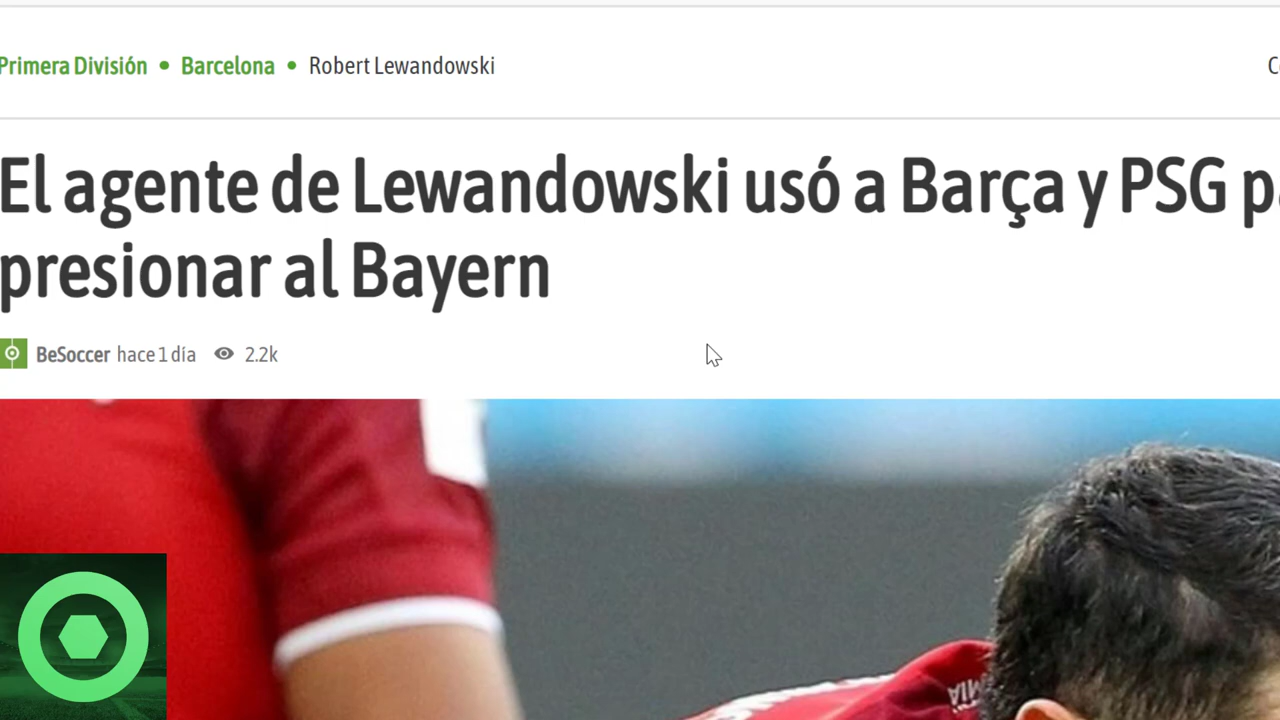 Primera División • Barcelona • Robert Lewandowski
El agente de Lewandowski usó a Barça y PSG
presionar al Bayern
BeSoccer hace 1 día 2.2k